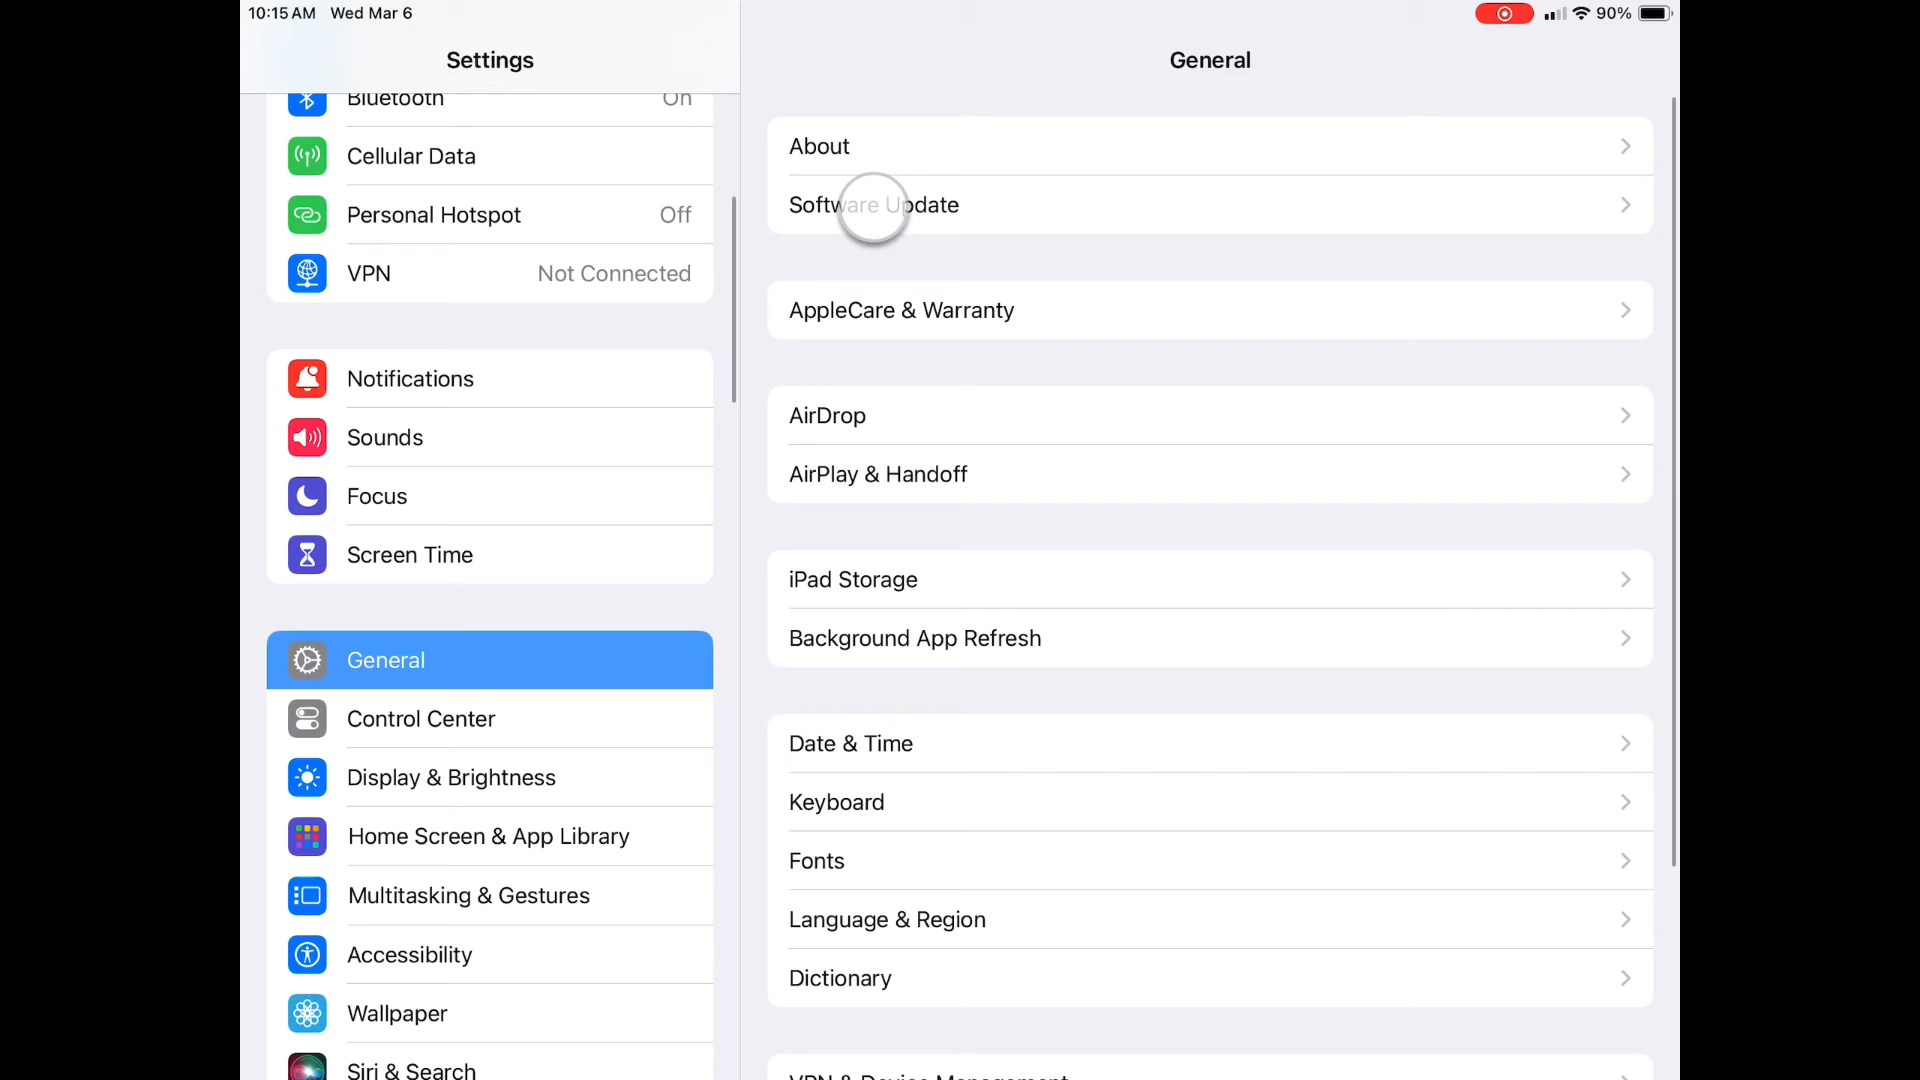 10:15 AM Wed Mar 6
90%
Settings
Bluetooth On
Cellular Data
Personal Hotspot Off
VPN Not Connected
Notifications
Sounds
Focus
Screen Time
General
Control Center
Display & Brightness
Home Screen & App Library
Multitasking & Gestures
Accessibility
Wallpaper
Siri & Search
General
About
Software Update
AppleCare & Warranty
AirDrop
AirPlay & Handoff
iPad Storage
Background App Refresh
Date & Time
Keyboard
Fonts
Language & Region
Dictionary
VPN & Device Management